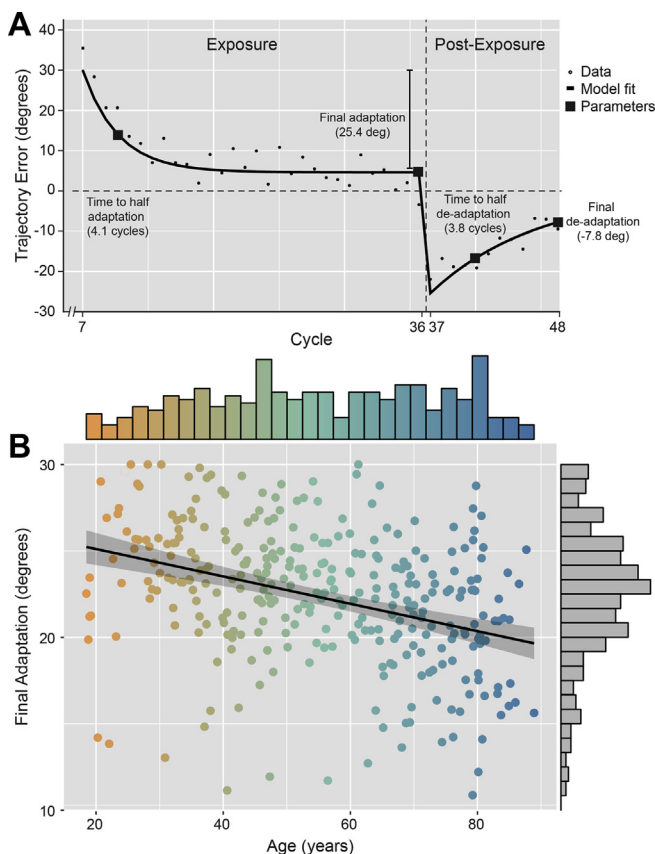 A
Exposure
Post-Exposure
Data
Model fit
Parameters
Trajectory Error (degrees)
40
30
20
10
0
-10
-20
-30
Final adaptation
(25.4 deg)
Time to half
adaptation
(4.1 cycles)
Time to half
de-adaptation
(3.8 cycles)
Final
de-adaptation
(-7.8 deg)
7
36 37
48
Cycle
B
Final Adaptation (degrees)
30
20
10
20
40
60
80
Age (years)